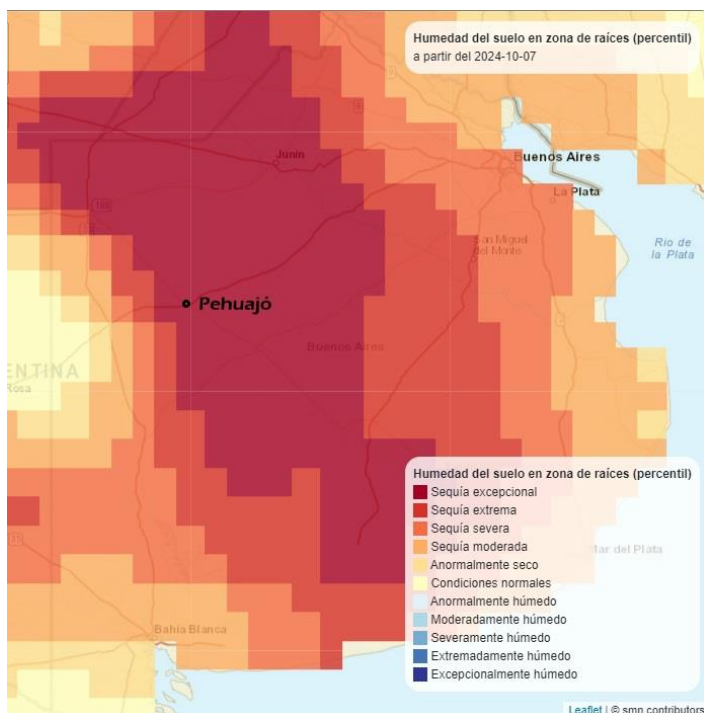 Humedad del suelo en zona de raíces (percentil)
a partir del 2024-10-07
Junín
Buenos Aires
La Plata
188
San Miguel
del Monte
Río de
la Plata
Pehuajó
Buenos Aires
ENTINA
Rosa
Humedad del suelo en zona de raíces (percentil)
Sequía excepcional
Sequía extrema
Sequía severa
Sequía moderada
Anormalmente seco
Condiciones normales
Anormalmente húmedo
Moderadamente húmedo
Severamente húmedo
Extremadamente húmedo
Excepcionalmente húmedo
Mar del Plata
Bahía Blanca
Leaflet | © smn contributors